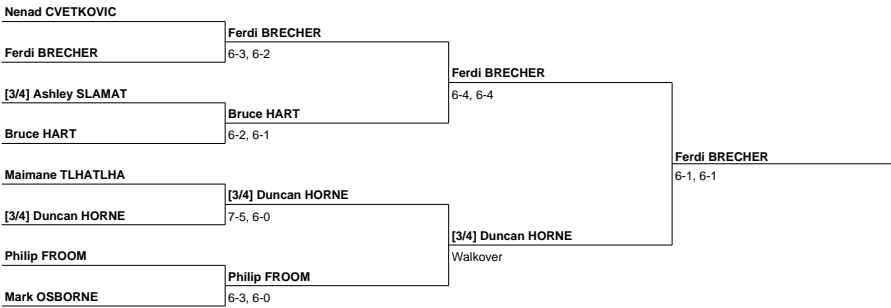 Nenad CVETKOVIC
Ferdi BRECHER
[3/4] Ashley SLAMAT
Bruce HART
Maimane TLHATLHA
[3/4] Duncan HORNE
Philip FROOM
Mark OSBORNE
Ferdi BRECHER
6-3, 6-2
Bruce HART
6-2, 6-1
[3/4] Duncan HORNE
7-5, 6-0
Philip FROOM
6-3, 6-0
Ferdi BRECHER
6-4, 6-4
[3/4] Duncan HORNE
Walkover
Ferdi BRECHER
6-1, 6-1